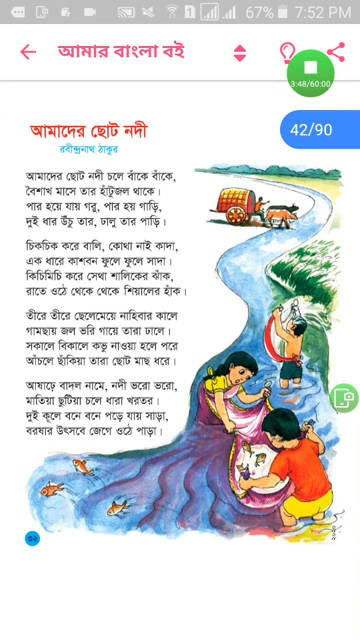 67% 7:52 PM
আমার বাংলা বই
3:48/60:00
42/90
আমাদের ছোট নদী
রবীন্দ্রনাথ ঠাকুর
আমাদের ছোট নদী চলে বাঁকে বাঁকে,
বৈশাখ মাসে তার হাঁটুজল থাকে।
পার হয়ে যায় গরু, পার হয় গাড়ি,
দুই ধার উঁচু তার, ঢালু তার পাড়ি।
চিকচিক করে বালি, কোথা নাই কাদা,
এক ধারে কাশবন ফুলে ফুলে সাদা।
কিচিমিচি করে সেথা শালিকের ঝাঁক,
রাতে ওঠে থেকে থেকে শিয়ালের হাঁক।
তীরে তীরে ছেলেমেয়ে নাহিবার কালে
গামছায় জল ভরি গায়ে তারা ঢালে।
সকালে বিকালে কভু নাওয়া হলে পরে
আঁচলে ছাঁকিয়া তারা ছোট মাছ ধরে।
আষাঢ়ে বাদল নামে, নদী ভরো ভরো,
মাতিয়া ছুটিয়া চলে ধারা খরতর।
দুই কূলে বনে বনে পড়ে যায় সাড়া,
বরষার উৎসবে জেগে ওঠে পাড়া।
৩২